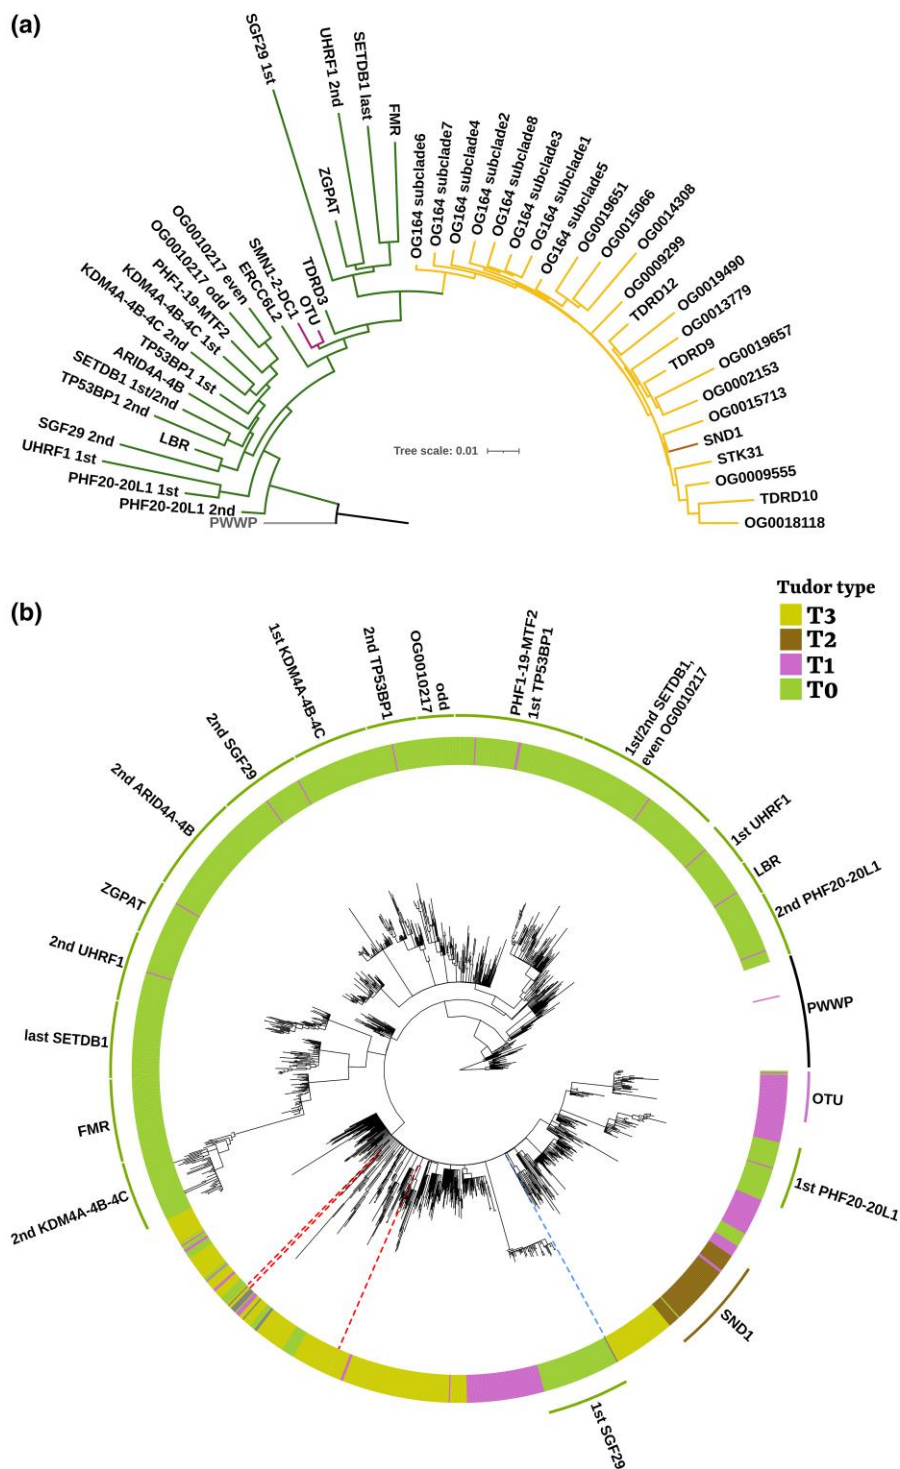 (a)
SGF29 1st
UHRF1 2nd
SETDB1 last
FMR
ZGPAT
OG164 subclade6
OG164 subclade7
OG164 subclade4
OG164 subclade2
OG164 subclade8
OG164 subclade3
OG164 subclade1
OG164 subclade5
OG0019651
OG0015066
OG0014308
OG0009299
TDRD12
OG0019490
OG0013779
TDRD9
OG0019657
OG0002153
OG0015713
SND1
STK31
OG0009555
TDRD10
OG0018118
TDRD3
OTU
SMN1-2-DC1
ERCC6L2
OG0010217 even
OG0010217 odd
PHF1-19-MTF2
KDM4A-4B-4C 1st
KDM4A-4B-4C 2nd
TP53BP1 1st
ARID4A-4B
SETDB1 1st/2nd
TP53BP1 2nd
LBR
SGF29 2nd
UHRF1 1st
PHF20-20L1 1st
PHF20-20L1 2nd
PWWP
Tree scale: 0.01
(b)
Tudor type
T3
T2
T1
T0
1st KDM4A-4B-4C
2nd TP53BP1
OG0010217
odd
PHF1-19-MTF2
1st TP53BP1
1st/2nd SETDB1,
even OG0010217
1st UHRF1
LBR
2nd PHF20-20L1
PWWP
OTU
1st PHF20-20L1
SND1
1st SGF29
2nd KDM4A-4B-4C
FMR
last SETDB1
2nd UHRF1
ZGPAT
2nd ARID4A-4B
2nd SGF29